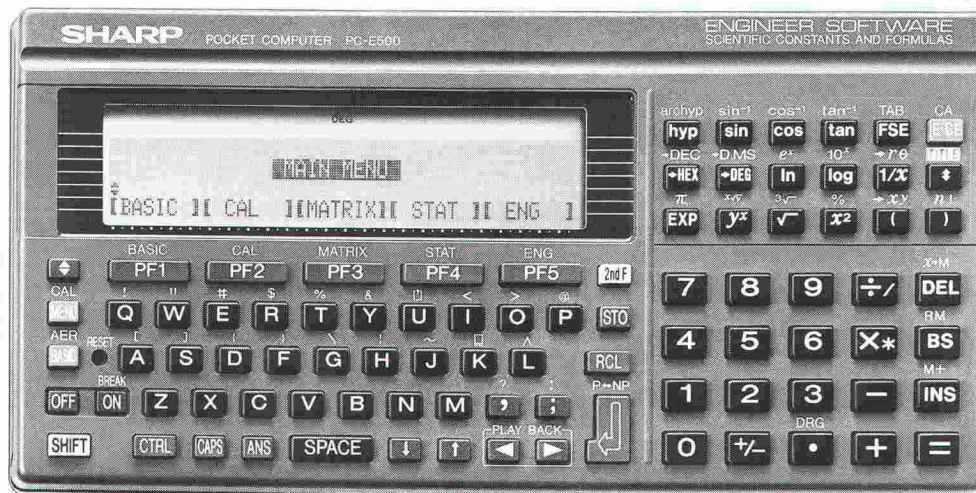 SHARP POCKET COMPUTER PC-E500
ENGINEER SOFTWARE
SCIENTIFIC CONSTANTS AND FORMULAS
DEG
MAIN MENU
[BASIC ][ CAL ][MATRIX][ STAT ][ ENG ]
BASIC CAL MATRIX STAT ENG
PF1 PF2 PF3 PF4 PF5 2nd F
CAL ! " # $ % & < > @
MENU Q W E R T Y U I O P STO
AER RESET [ ] ( ) \ ¦ ~ ∧
BASIC A S D F G H J K L RCL
BREAK ? : P↔NP
OFF ON Z X C V B N M , ;
PLAY BACK
SHIFT CTRL CAPS ANS SPACE ↓ ↑ ◀ ▶
archyp sin⁻¹ cos⁻¹ tan⁻¹ TAB CA
hyp sin cos tan FSE
→DEC →D.MS eˣ 10ˣ →rθ
→HEX →DEG ln log 1/x
π ³√ % →xy n!
EXP yˣ √ x² ( )
x→M
7 8 9 ÷/ DEL
RM
4 5 6 ×* BS
M+
1 2 3 − INS
DRG
0 +/− • + =